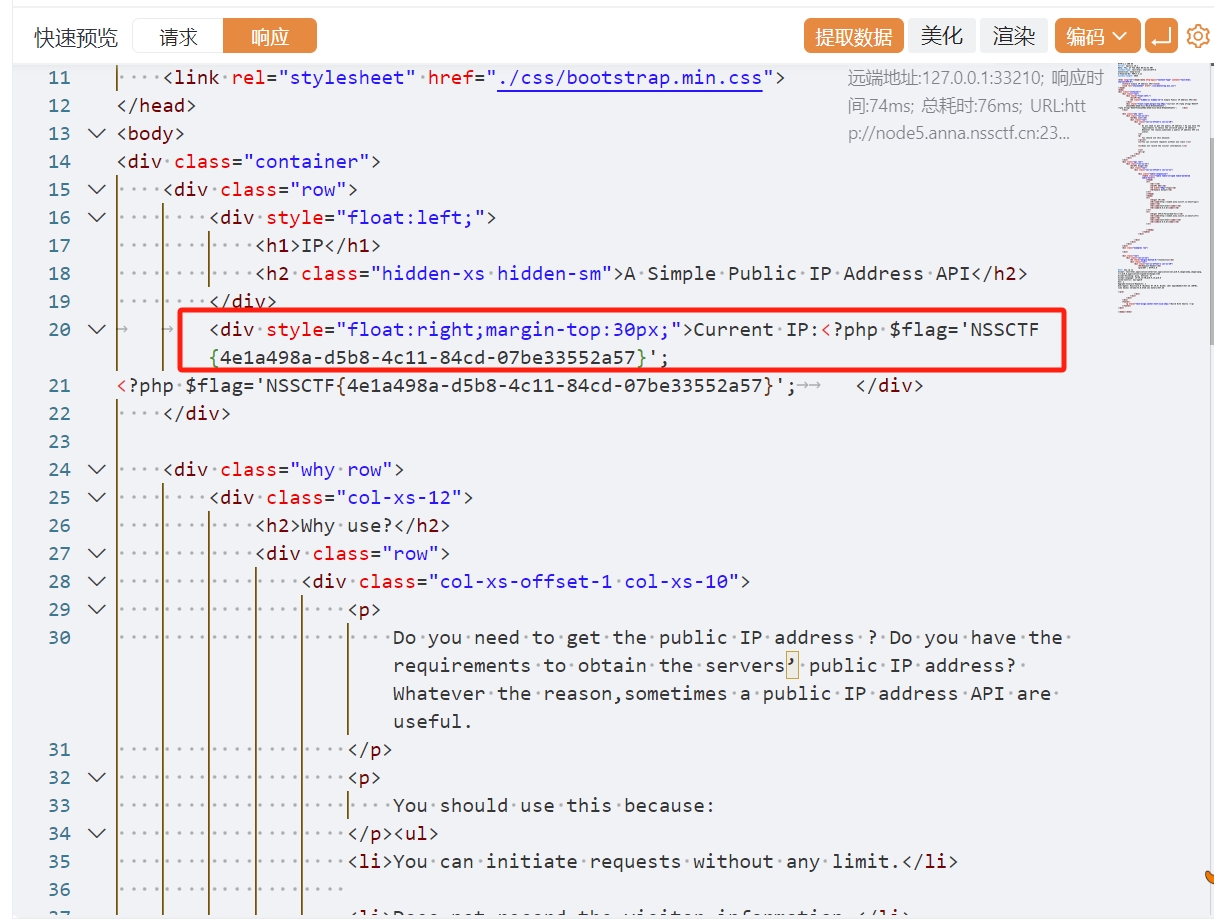 快速预览 请求 响应 提取数据 美化 渲染 编码
远端地址:127.0.0.1:33210; 响应时
间:74ms; 总耗时:76ms; URL:htt
p://node5.anna.nssctf.cn:23...
11 <link rel="stylesheet" href="./css/bootstrap.min.css">
12 </head>
13 <body>
14 <div class="container">
15 <div class="row">
16 <div style="float:left;">
17 <h1>IP</h1>
18 <h2 class="hidden-xs hidden-sm">A Simple Public IP Address API</h2>
19 </div>
20 <div style="float:right;margin-top:30px;">Current IP:<?php $flag='NSSCTF
{4e1a498a-d5b8-4c11-84cd-07be33552a57}';
21 <?php $flag='NSSCTF{4e1a498a-d5b8-4c11-84cd-07be33552a57}'; </div>
22 </div>
23
24 <div class="why row">
25 <div class="col-xs-12">
26 <h2>Why use?</h2>
27 <div class="row">
28 <div class="col-xs-offset-1 col-xs-10">
29 <p>
30 Do you need to get the public IP address ? Do you have the
requirements to obtain the servers’ public IP address?
Whatever the reason,sometimes a public IP address API are
useful.
31 </p>
32 <p>
33 You should use this because:
34 </p><ul>
35 <li>You can initiate requests without any limit.</li>
36
37 <li>Does not record the visitor information.</li>